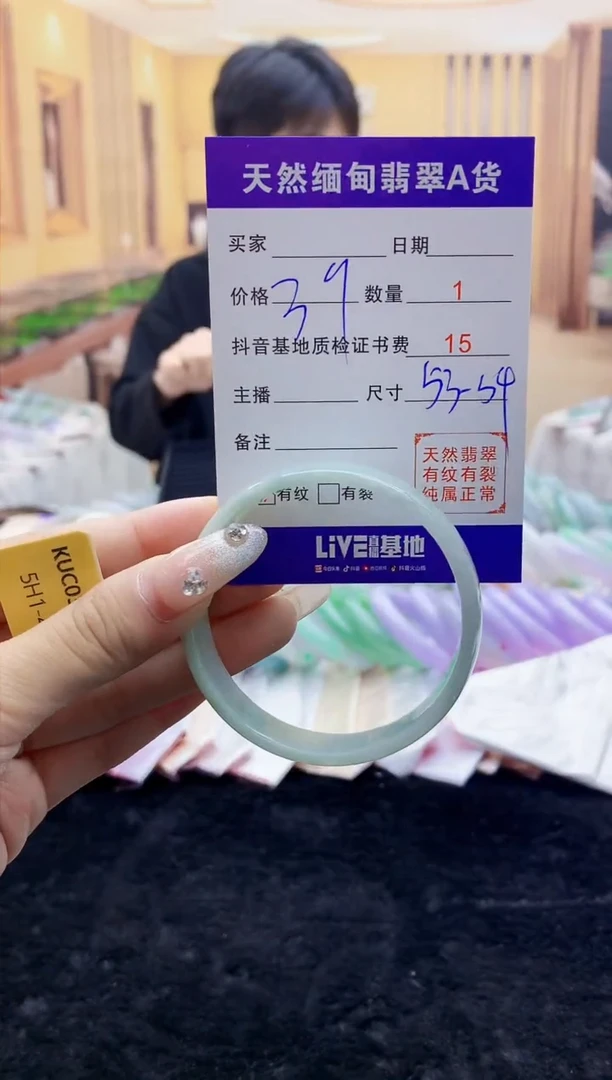 天然缅甸翡翠A货
买家 日期
价格 39 数量 1
抖音基地质检证书费 15
主播 尺寸 53-54
备注
天然翡翠
有纹有裂
纯属正常
有纹 有裂
LiVE直播基地
KUC0
5H1-